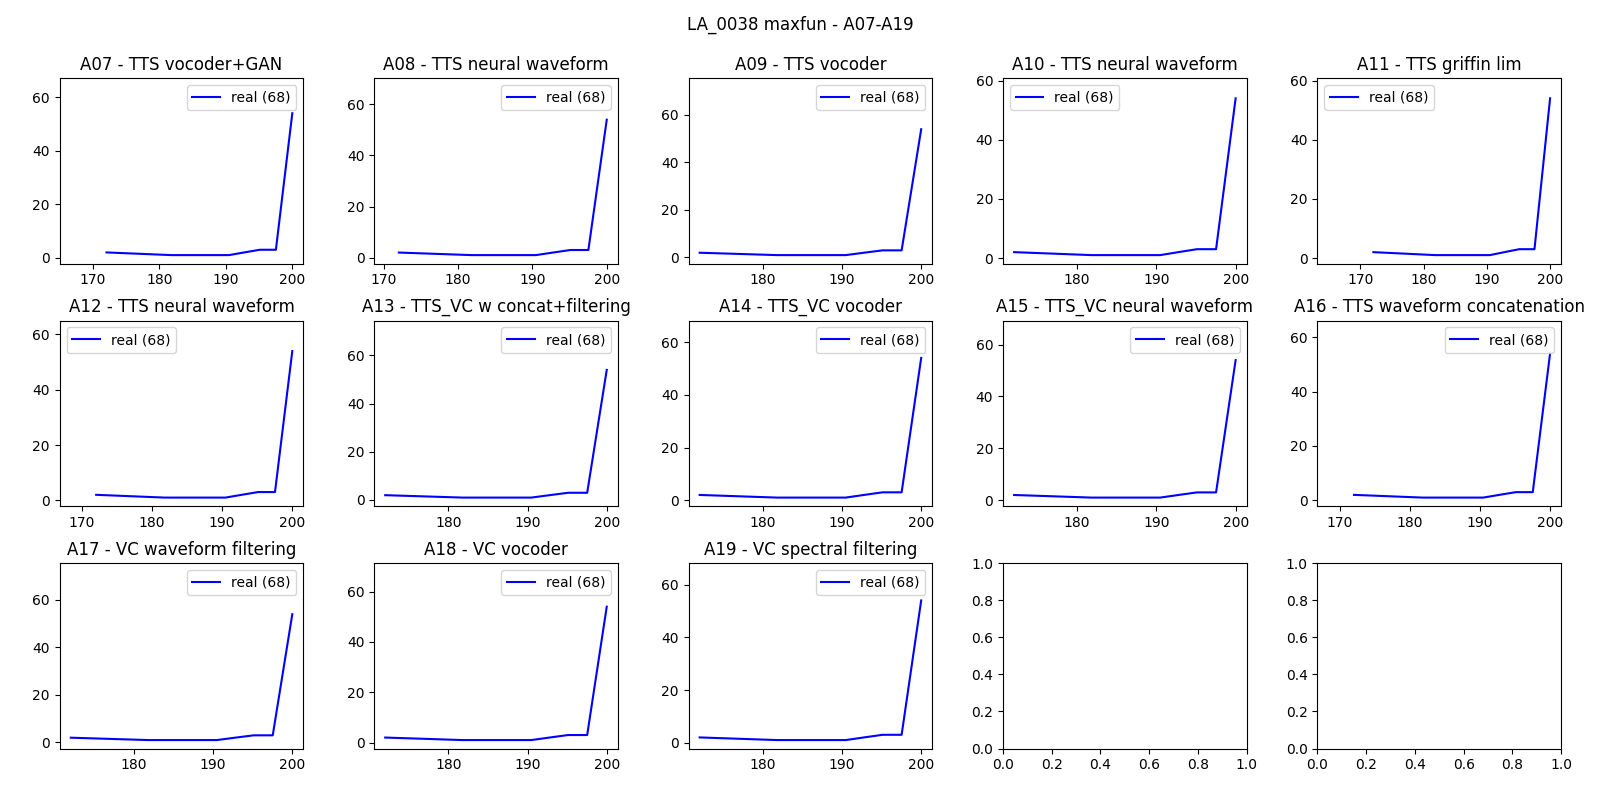 LA_0038 maxfun - A07-A19
A07 - TTS vocoder+GAN
real (68)
60
40
20
0
170 180 190 200
A08 - TTS neural waveform
real (68)
60
40
20
0
170 180 190 200
A09 - TTS vocoder
real (68)
60
40
20
0
180 190 200
A10 - TTS neural waveform
real (68)
60
40
20
0
180 190 200
A11 - TTS griffin lim
real (68)
60
40
20
0
170 180 190 200
A12 - TTS neural waveform
real (68)
60
40
20
0
170 180 190 200
A13 - TTS_VC w concat+filtering
real (68)
60
40
20
0
180 190 200
A14 - TTS_VC vocoder
real (68)
60
40
20
0
180 190 200
A15 - TTS_VC neural waveform
real (68)
60
40
20
0
180 190 200
A16 - TTS waveform concatenation
real (68)
60
40
20
0
170 180 190 200
A17 - VC waveform filtering
real (68)
60
40
20
0
180 190 200
A18 - VC vocoder
real (68)
60
40
20
0
180 190 200
A19 - VC spectral filtering
real (68)
60
40
20
0
180 190 200
1.0
0.8
0.6
0.4
0.2
0.0
0.0 0.2 0.4 0.6 0.8 1.0
1.0
0.8
0.6
0.4
0.2
0.0
0.0 0.2 0.4 0.6 0.8 1.0